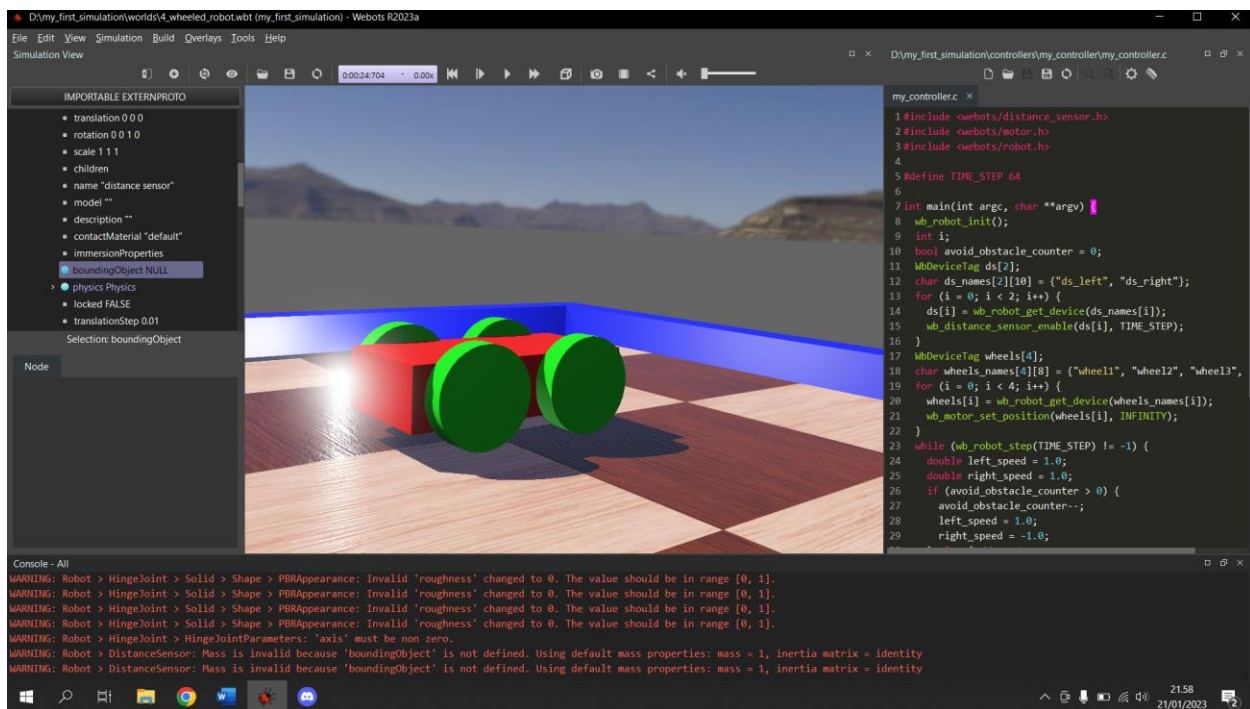 D:\my_first_simulation\worlds\4_wheeled_robot.wbt (my_first_simulation) - Webots R2023a
File Edit View Simulation Build Overlays Tools Help
Simulation View
0:00:24:704 - 0.00x
IMPORTABLE EXTERNPROTO
translation 0 0 0
rotation 0 0 1 0
scale 1 1 1
children
name "distance sensor"
model ""
description ""
contactMaterial "default"
immersionProperties
boundingObject NULL
physics Physics
locked FALSE
translationStep 0.01
Selection: boundingObject
Node
D:\my_first_simulation\controllers\my_controller\my_controller.c
my_controller.c
1 #include <webots/distance_sensor.h>
2 #include <webots/motor.h>
3 #include <webots/robot.h>
4
5 #define TIME_STEP 64
6
7 int main(int argc, char **argv) {
8 wb_robot_init();
9 int i;
10 bool avoid_obstacle_counter = 0;
11 WbDeviceTag ds[2];
12 char ds_names[2][10] = {"ds_left", "ds_right"};
13 for (i = 0; i < 2; i++) {
14 ds[i] = wb_robot_get_device(ds_names[i]);
15 wb_distance_sensor_enable(ds[i], TIME_STEP);
16 }
17 WbDeviceTag wheels[4];
18 char wheels_names[4][8] = {"wheel1", "wheel2", "wheel3",
19 for (i = 0; i < 4; i++) {
20 wheels[i] = wb_robot_get_device(wheels_names[i]);
21 wb_motor_set_position(wheels[i], INFINITY);
22 }
23 while (wb_robot_step(TIME_STEP) != -1) {
24 double left_speed = 1.0;
25 double right_speed = 1.0;
26 if (avoid_obstacle_counter > 0) {
27 avoid_obstacle_counter--;
28 left_speed = 1.0;
29 right_speed = -1.0;
Console - All
WARNING: Robot > HingeJoint > Solid > Shape > PBRAppearance: Invalid 'roughness' changed to 0. The value should be in range [0, 1].
WARNING: Robot > HingeJoint > Solid > Shape > PBRAppearance: Invalid 'roughness' changed to 0. The value should be in range [0, 1].
WARNING: Robot > HingeJoint > Solid > Shape > PBRAppearance: Invalid 'roughness' changed to 0. The value should be in range [0, 1].
WARNING: Robot > HingeJoint > Solid > Shape > PBRAppearance: Invalid 'roughness' changed to 0. The value should be in range [0, 1].
WARNING: Robot > HingeJoint > HingeJointParameters: 'axis' must be non zero.
WARNING: Robot > DistanceSensor: Mass is invalid because 'boundingObject' is not defined. Using default mass properties: mass = 1, inertia matrix = identity
WARNING: Robot > DistanceSensor: Mass is invalid because 'boundingObject' is not defined. Using default mass properties: mass = 1, inertia matrix = identity
21.58
21/01/2023
2